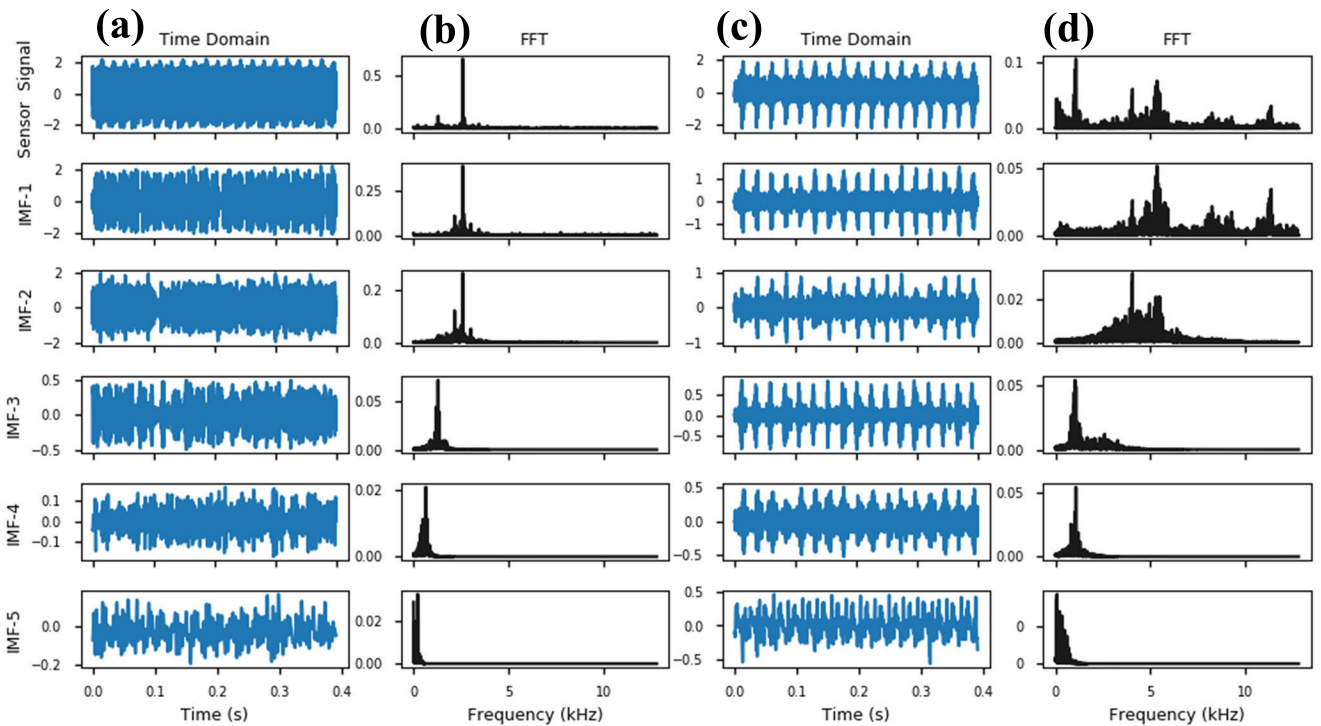 (a) (b) (c) (d)
Time Domain FFT Time Domain FFT
Sensor Signal 2 0 −2 0.5 0.0 2 0 −2 0.1 0.0
IMF-1 2 0 −2 0.25 0.00 1 0 −1 0.05 0.00
IMF-2 2 0 −2 0.2 0.0 1 0 −1 0.02 0.00
IMF-3 0.5 0.0 −0.5 0.05 0.00 0.5 0.0 −0.5 0.05 0.00
IMF-4 0.1 0.0 −0.1 0.02 0.00 0.5 0.0 −0.5 0.05 0.00
IMF-5 0.0 −0.2 0.02 0.00 0.5 0.0 −0.5 0 0
0.0 0.1 0.2 0.3 0.4 0 5 10 0.0 0.1 0.2 0.3 0.4 0 5 10
Time (s) Frequency (kHz) Time (s) Frequency (kHz)